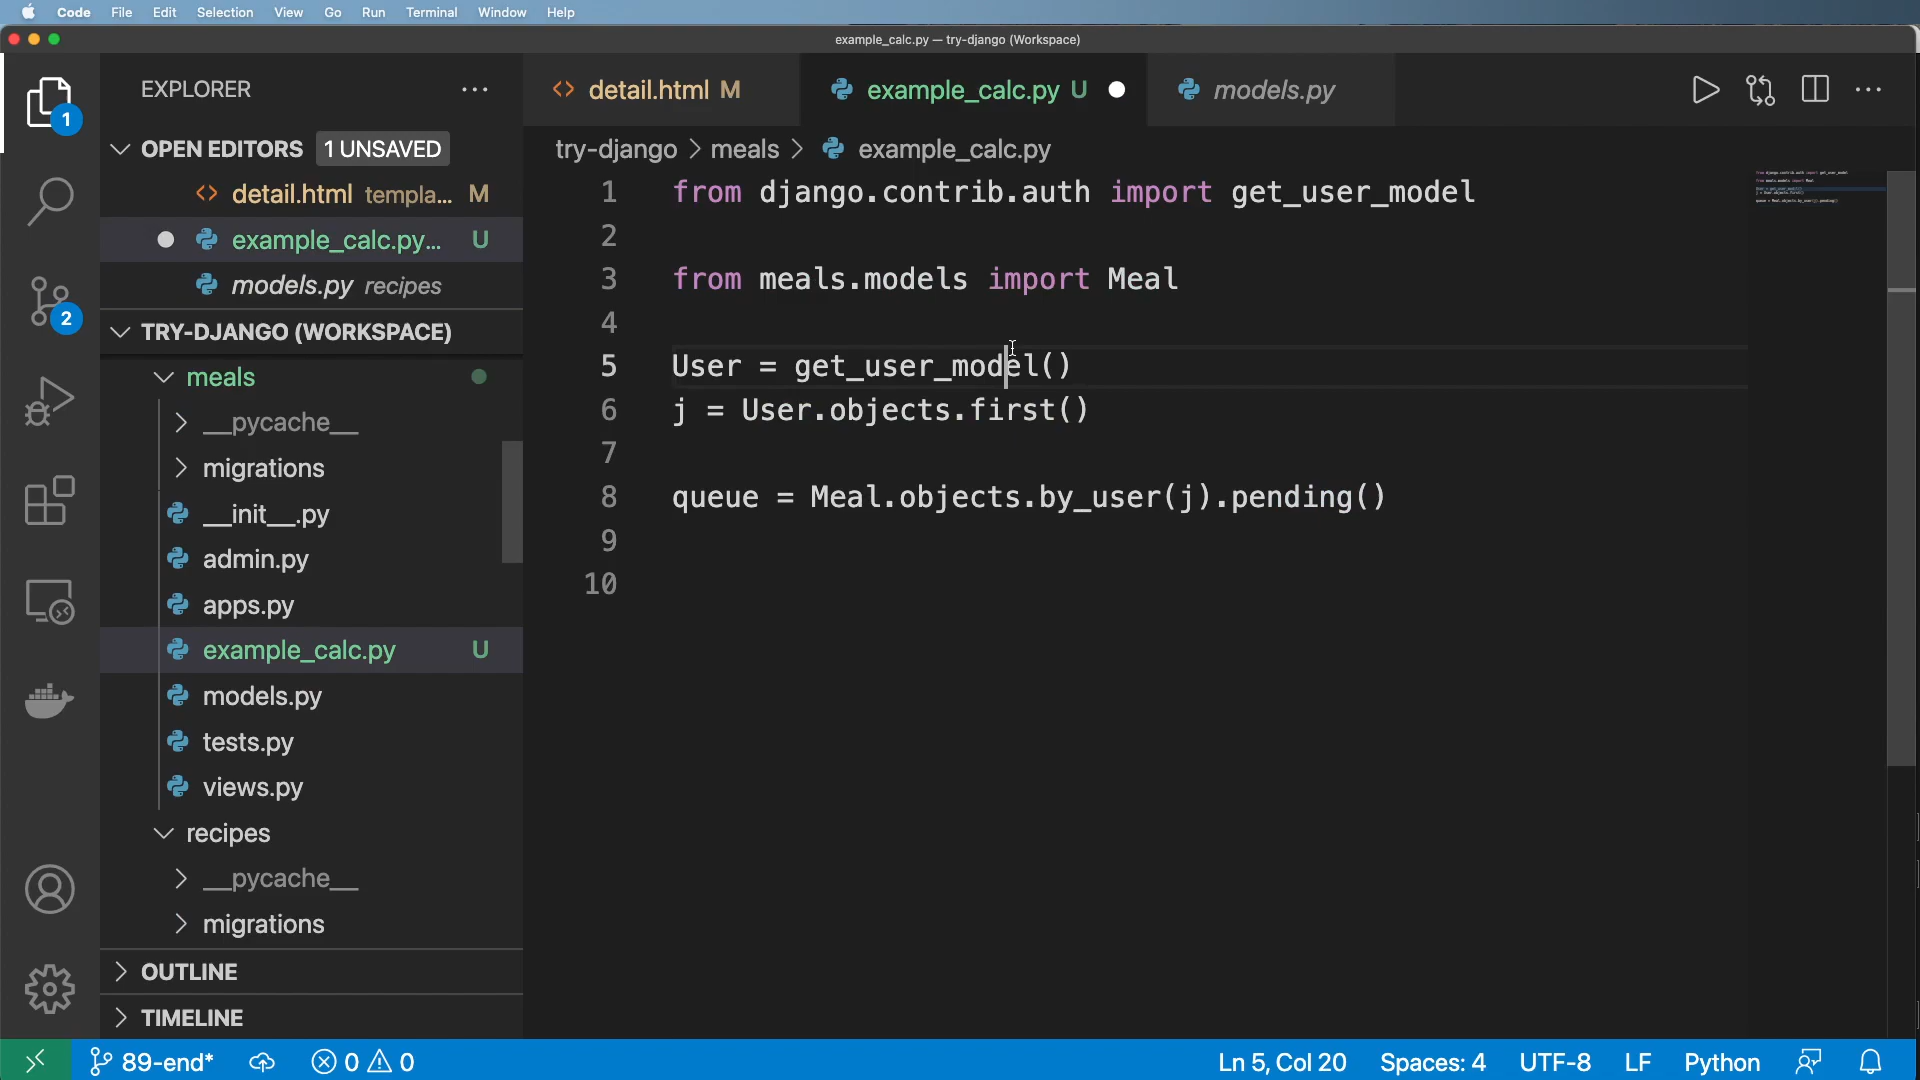 Code File Edit Selection View Go Run Terminal Window Help
example_calc.py — try-django (Workspace)
EXPLORER
1
OPEN EDITORS 1 UNSAVED
detail.html templa... M
example_calc.py... U
models.py recipes
TRY-DJANGO (WORKSPACE)
2
meals
__pycache__
migrations
__init__.py
admin.py
apps.py
example_calc.py U
models.py
tests.py
views.py
recipes
__pycache__
migrations
OUTLINE
TIMELINE
detail.html M example_calc.py U models.py
try-django > meals > example_calc.py
1 from django.contrib.auth import get_user_model
2
3 from meals.models import Meal
4
5 User = get_user_model()
6 j = User.objects.first()
7
8 queue = Meal.objects.by_user(j).pending()
9
10
89-end* 0 0 Ln 5, Col 20 Spaces: 4 UTF-8 LF Python